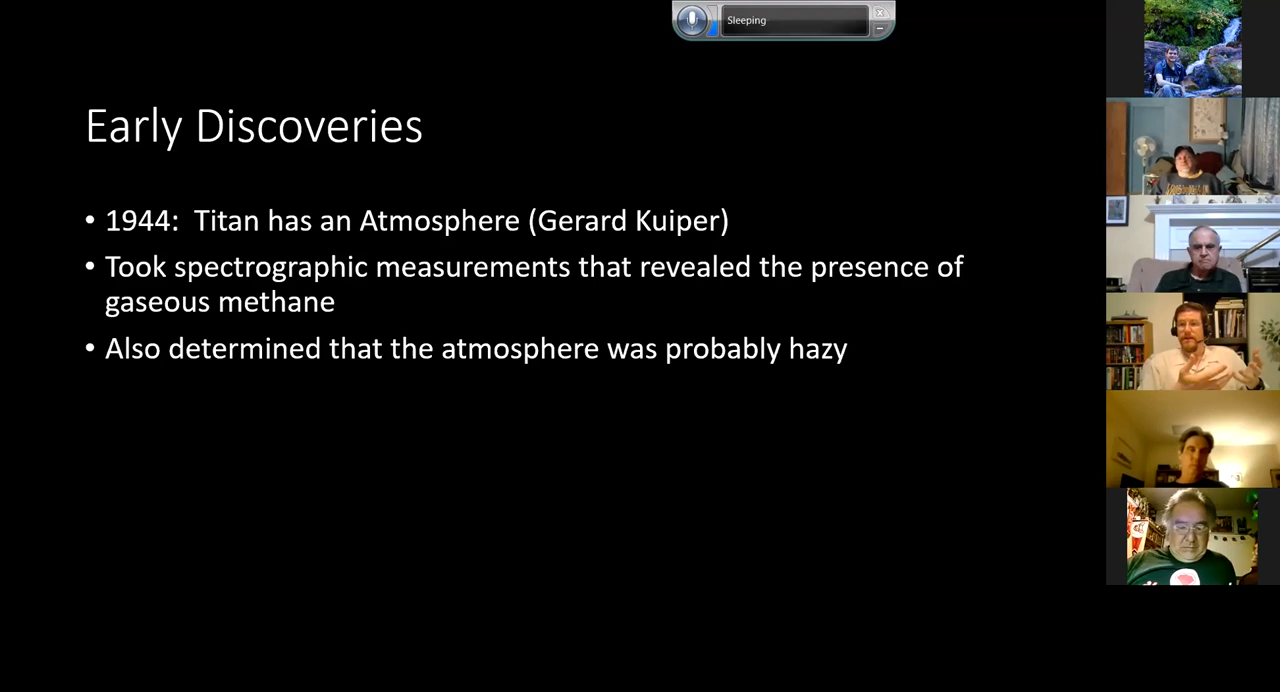 Sleeping
Early Discoveries
• 1944:  Titan has an Atmosphere (Gerard Kuiper)
• Took spectrographic measurements that revealed the presence of
gaseous methane
• Also determined that the atmosphere was probably hazy